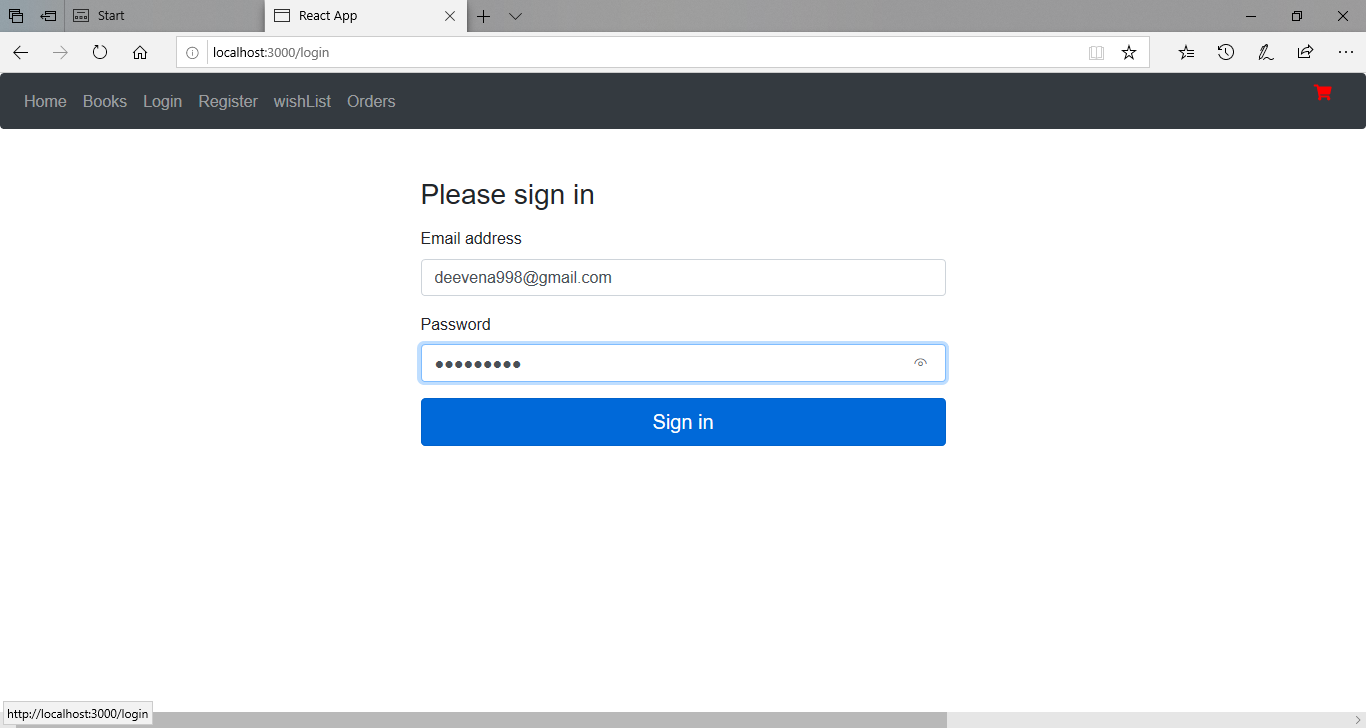 Start
React App
localhost:3000/login
Home Books Login Register wishList Orders
Please sign in
Email address
deevena998@gmail.com
Password
●●●●●●●●●
Sign in
http://localhost:3000/login